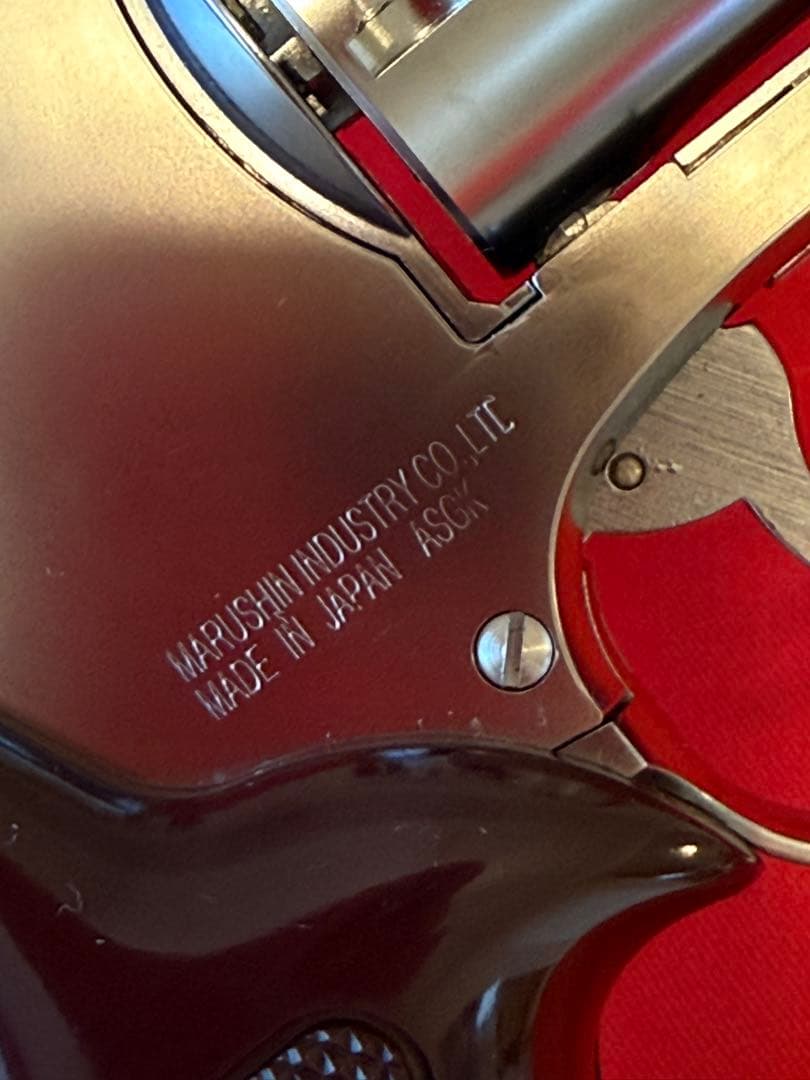 MARUSHIN INDUSTRY CO.,LTD
MADE IN JAPAN ASGK